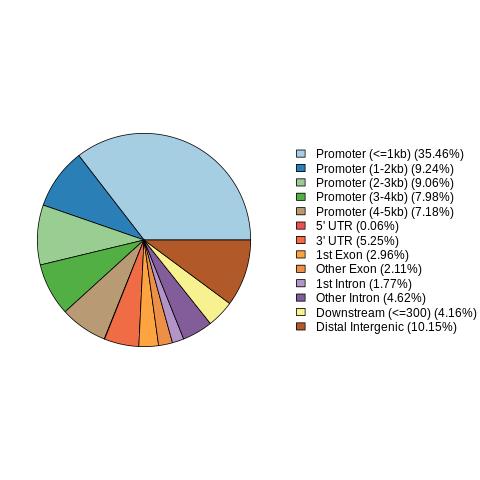 Promoter (<=1kb) (35.46%)
Promoter (1-2kb) (9.24%)
Promoter (2-3kb) (9.06%)
Promoter (3-4kb) (7.98%)
Promoter (4-5kb) (7.18%)
5' UTR (0.06%)
3' UTR (5.25%)
1st Exon (2.96%)
Other Exon (2.11%)
1st Intron (1.77%)
Other Intron (4.62%)
Downstream (<=300) (4.16%)
Distal Intergenic (10.15%)